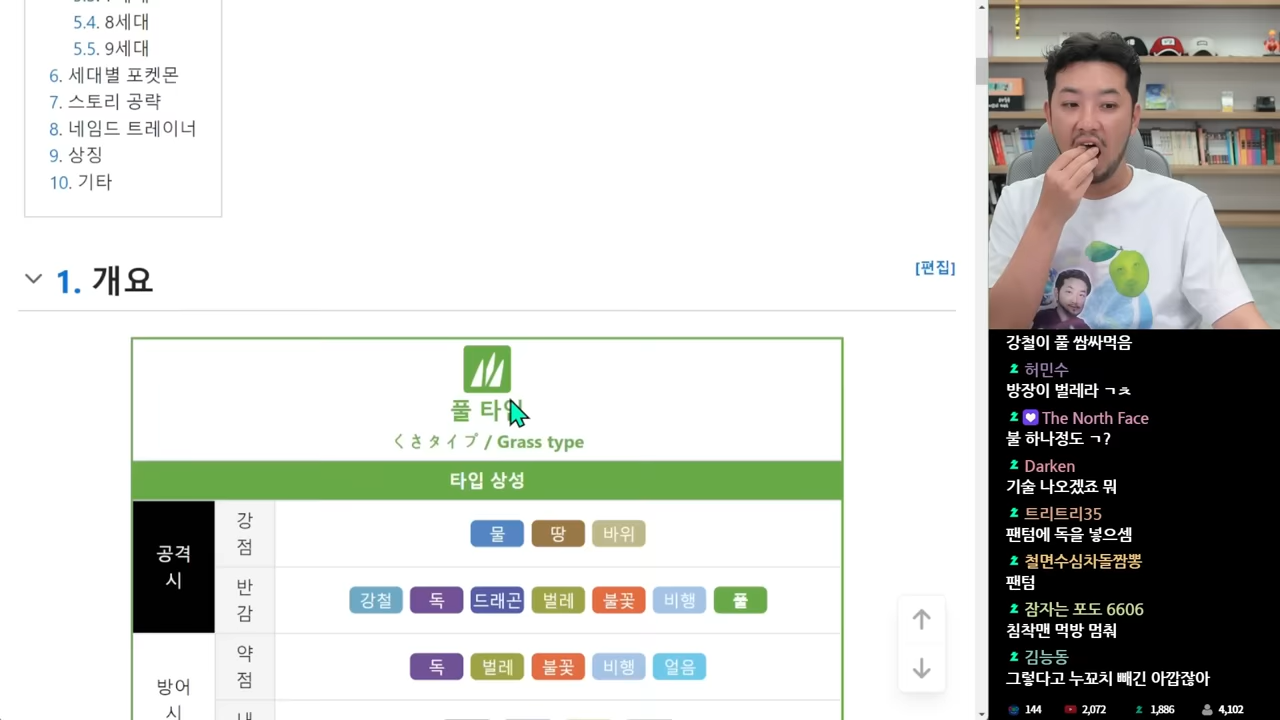 5.4. 8세대
5.5. 9세대
6. 세대별 포켓몬
7. 스토리 공략
8. 네임드 트레이너
9. 상징
10. 기타
1. 개요
[편집]
풀 타입
くさタイプ / Grass type
타입 상성
공격
시
강
점
물 땅 바위
반
감
강철 독 드래곤 벌레 불꽃 비행 풀
방어
시
약
점
독 벌레 불꽃 비행 얼음
강철이 풀 쌈싸먹음
허민수
방장이 벌레라 ㄱㅊ
The North Face
불 하나정도 ㄱ?
Darken
기술 나오겠죠 뭐
트리트리35
팬텀에 독을 넣으셈
철면수심차돌짬뽕
팬텀
잠자는 포도 6606
침착맨 먹방 멈춰
김능동
그렇다고 누꼬치 빼긴 아깝잖아
144 2,072 1,886 4,102